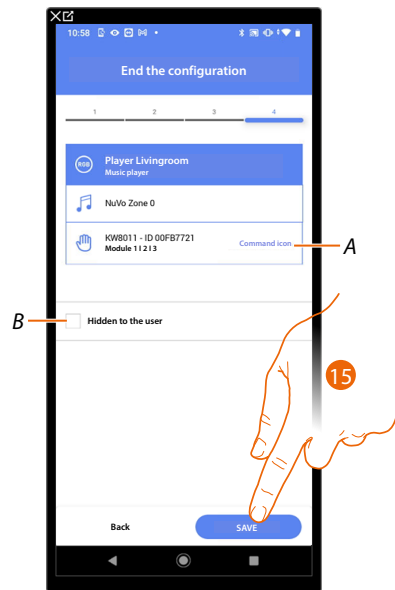 10:58
End the configuration
1 2 3 4
RGB
Player Livingroom
Music player
NuVo Zone 0
KW8011 - ID 00FB7721
Module 1 I 2 I 3
Command icon
A
B
Hidden to the user
15
Back
SAVE